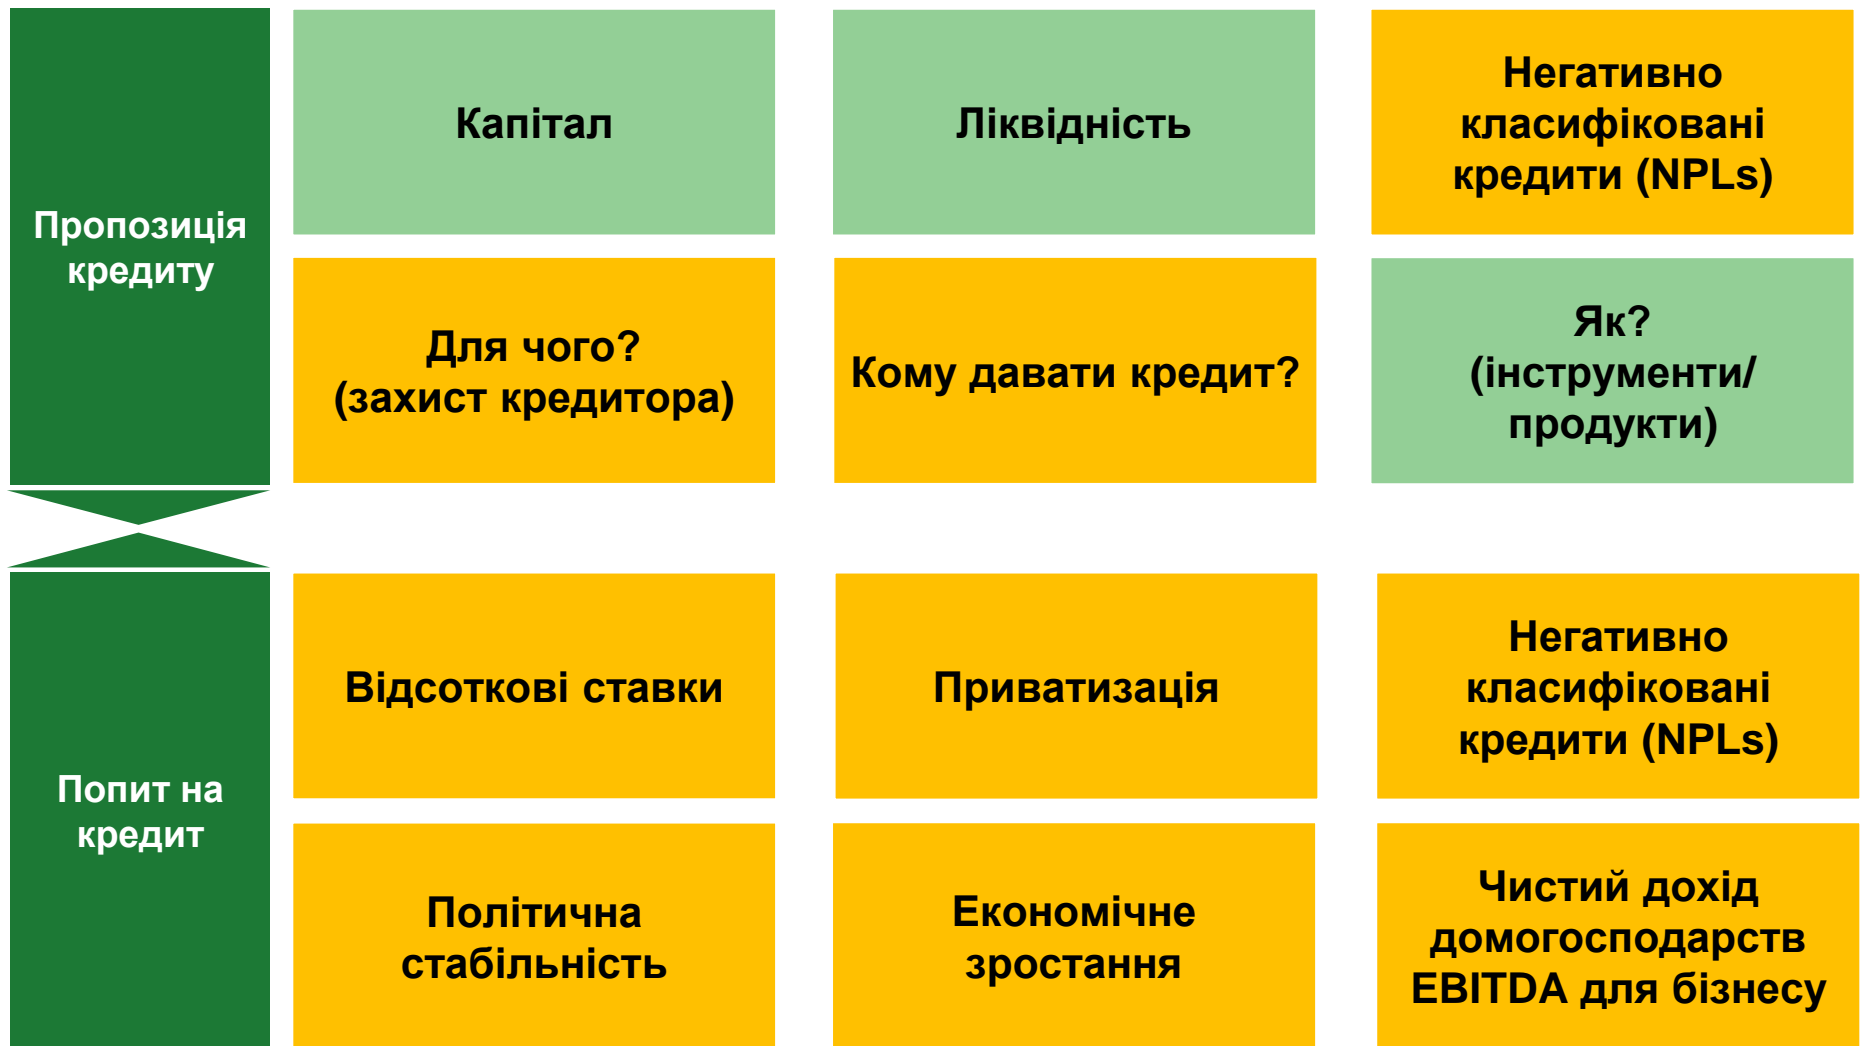 Пропозиція
кредиту
Капітал
Ліквідність
Негативно
класифіковані
кредити (NPLs)
Для чого?
(захист кредитора)
Кому давати кредит?
Як?
(інструменти/
продукти)
Попит на
кредит
Відсоткові ставки
Приватизація
Негативно
класифіковані
кредити (NPLs)
Політична
стабільність
Економічне
зростання
Чистий дохід
домогосподарств
EBITDA для бізнесу